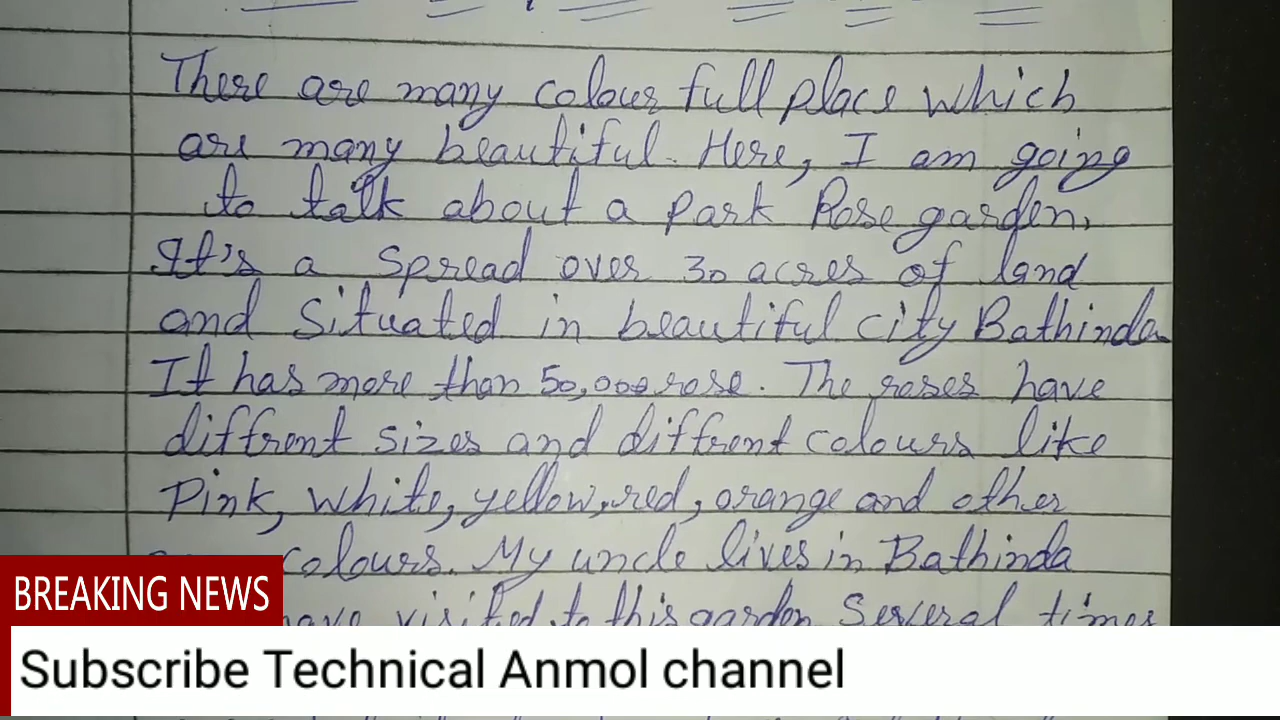 There are many colour full place which
are many beautiful. Here, I am going
to talk about a park Rose garden.
It's a spread over 30 acres of land
and situated in beautiful city Bathinda.
It has more than 50,000 rose. The roses have
diffrent sizes and diffrent colours like
Pink, white, yellow, red, orange and other
colours. My uncle lives in Bathinda
have visited to this garden several times
BREAKING NEWS
Subscribe Technical Anmol channel